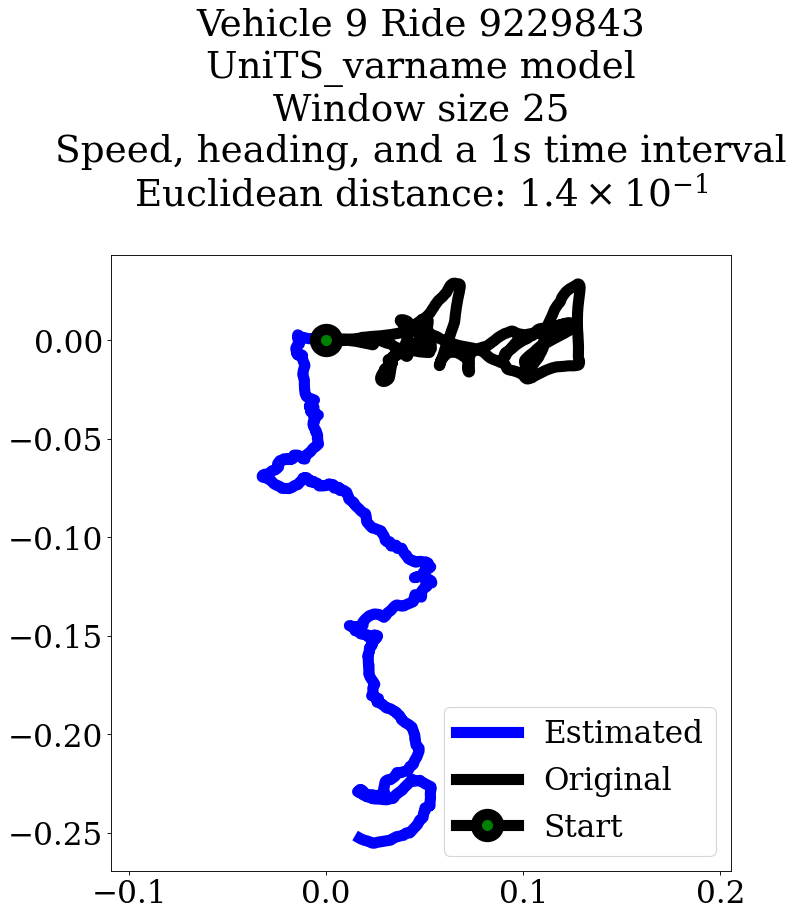 Vehicle 9 Ride 9229843
UniTS_varname model
Window size 25
Speed, heading, and a 1s time interval
Euclidean distance: 1.4 × 10⁻¹
0.00
−0.05
−0.10
−0.15
−0.20
−0.25
−0.1
0.0
0.1
0.2
Estimated
Original
Start